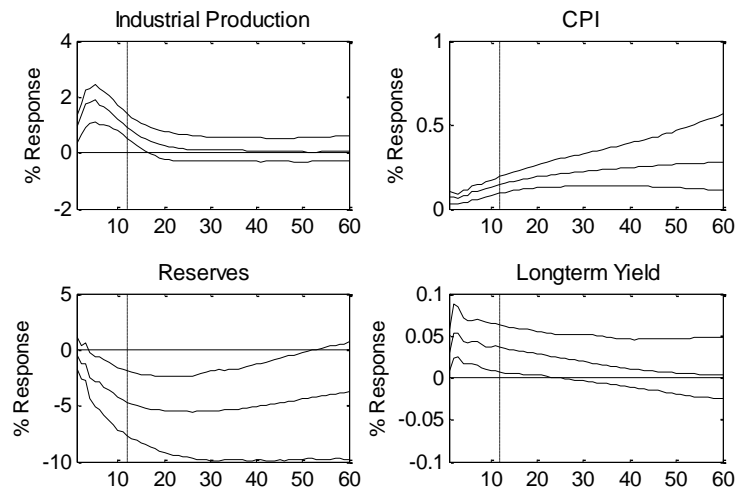 Industrial Production
4
2
0
-2
% Response
10 20 30 40 50 60
CPI
1
0.5
0
% Response
10 20 30 40 50 60
Reserves
5
0
-5
-10
% Response
10 20 30 40 50 60
Longterm Yield
0.1
0.05
0
-0.05
-0.1
% Response
10 20 30 40 50 60